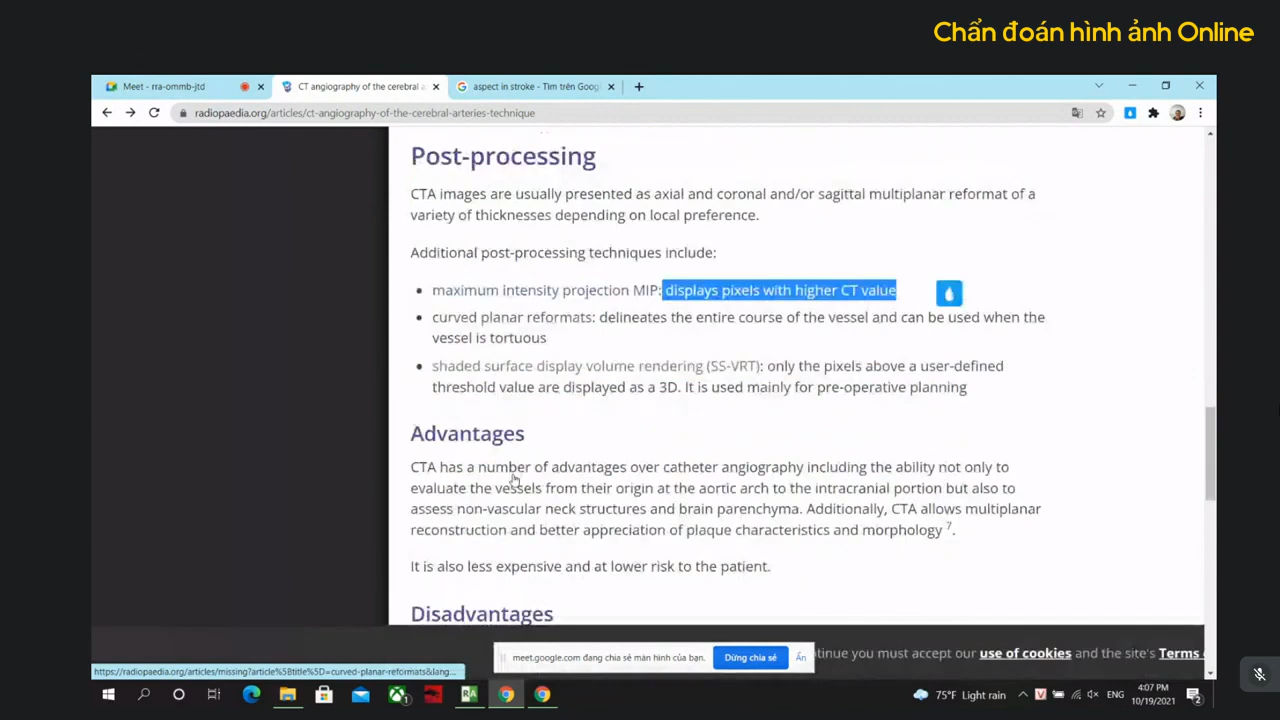 Chẩn đoán hình ảnh Online
Meet - rra-ommb-jtd
CT angiography of the cerebral a
aspect in stroke - Tìm trên Goog
radiopaedia.org/articles/ct-angiography-of-the-cerebral-arteries-technique
Post-processing
CTA images are usually presented as axial and coronal and/or sagittal multiplanar reformat of a
variety of thicknesses depending on local preference.
Additional post-processing techniques include:
• maximum intensity projection MIP: displays pixels with higher CT value
• curved planar reformats: delineates the entire course of the vessel and can be used when the
vessel is tortuous
• shaded surface display volume rendering (SS-VRT): only the pixels above a user-defined
threshold value are displayed as a 3D. It is used mainly for pre-operative planning
Advantages
CTA has a number of advantages over catheter angiography including the ability not only to
evaluate the vessels from their origin at the aortic arch to the intracranial portion but also to
assess non-vascular neck structures and brain parenchyma. Additionally, CTA allows multiplanar
reconstruction and better appreciation of plaque characteristics and morphology 7.
It is also less expensive and at lower risk to the patient.
Disadvantages
meet.google.com đang chia sẻ màn hình của bạn.
Dừng chia sẻ
Ẩn
ntinue you must accept our use of cookies and the site's Terms
https://radiopaedia.org/articles/missing?article%5Btitle%5D=curved-planar-reformats&lang...
RA
75°F Light rain
V
ENG
4:07 PM
10/19/2021
2